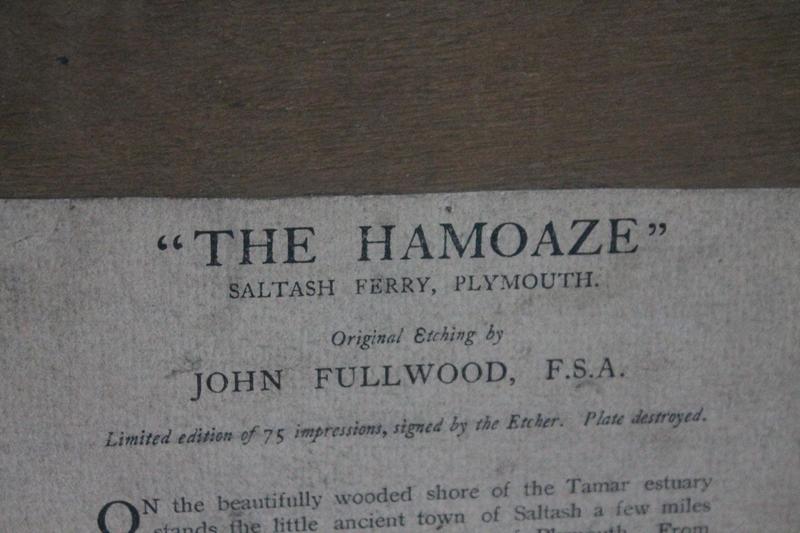 “THE HAMOAZE”
SALTASH FERRY, PLYMOUTH.
Original Etching by
JOHN FULLWOOD, F.S.A.
Limited edition of 75 impressions, signed by the Etcher. Plate destroyed.
ON the beautifully wooded shore of the Tamar estuary
stands the little ancient town of Saltash a few miles
Plymouth. From